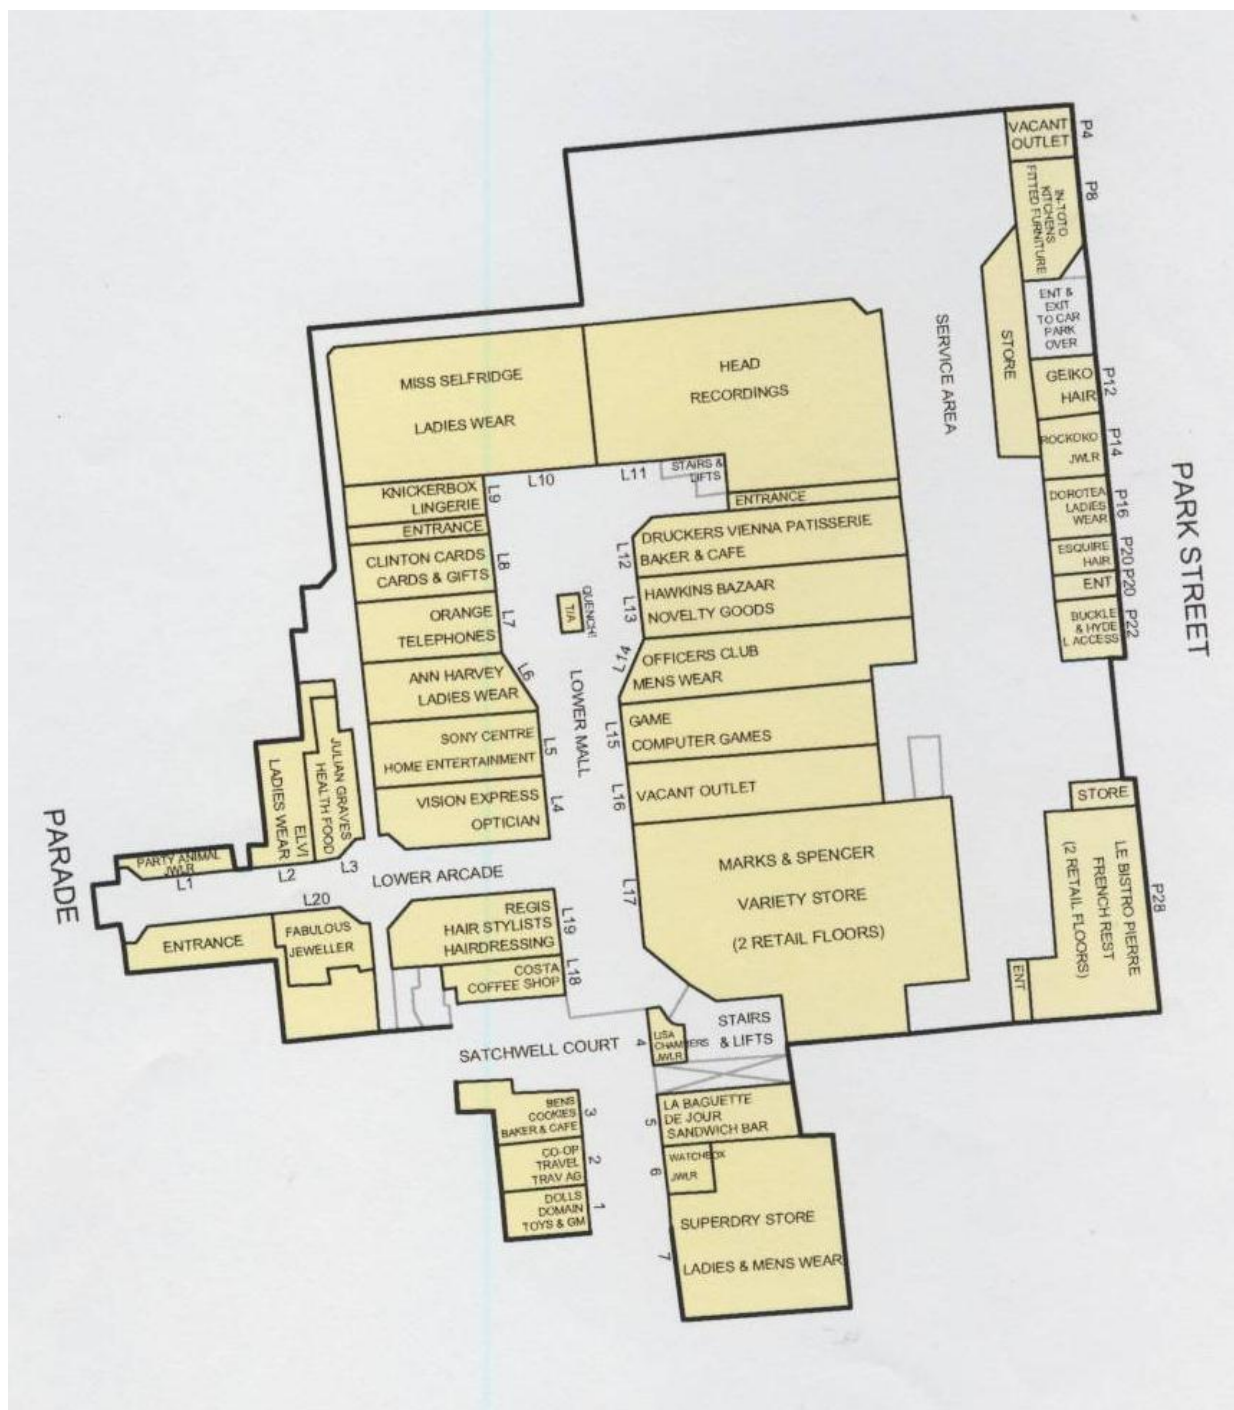 VACANT
OUTLET
P4
IN-TOTO
KITCHENS
FITTED FURNITURE
P8
ENT &
EXIT
TO CAR
PARK
OVER
STORE
SERVICE AREA
GEIKO
HAIR
P12
ROCKOKO
JWLR
P14
DOROTEA
LADIES
WEAR
P16
ESQUIRE
HAIR
P20
ENT
P20
BUCKLE
& HYDE
L ACCESS
P22
PARK STREET
MISS SELFRIDGE
LADIES WEAR
HEAD
RECORDINGS
L10
L11
STAIRS &
LIFTS
ENTRANCE
KNICKERBOX
LINGERIE
L9
ENTRANCE
CLINTON CARDS
CARDS & GIFTS
L8
ORANGE
TELEPHONES
L7
ANN HARVEY
LADIES WEAR
L6
SONY CENTRE
HOME ENTERTAINMENT
L5
VISION EXPRESS
OPTICIAN
L4
QUENCH!
T/A
LOWER MALL
L12
DRUCKERS VIENNA PATISSERIE
BAKER & CAFE
L13
HAWKINS BAZAAR
NOVELTY GOODS
L14
OFFICERS CLUB
MENS WEAR
L15
GAME
COMPUTER GAMES
L16
VACANT OUTLET
L17
MARKS & SPENCER
VARIETY STORE
(2 RETAIL FLOORS)
STORE
LE BISTRO PIERRE
FRENCH REST
(2 RETAIL FLOORS)
P28
ENT
PARADE
PARTY ANIMAL
JWLR
L1
ELVI
LADIES WEAR
L2
JULIAN GRAVES
HEALTH FOOD
L3
LOWER ARCADE
L20
ENTRANCE
FABULOUS
JEWELLER
REGIS
HAIR STYLISTS
HAIRDRESSING
L19
COSTA
COFFEE SHOP
L18
SATCHWELL COURT
4
LISA
CHAMBERS
JWLR
STAIRS
& LIFTS
BENS
COOKIES
BAKER & CAFE
3
CO-OP
TRAVEL
TRAV AG
2
DOLLS
DOMAIN
TOYS & GM
1
5
LA BAGUETTE
DE JOUR
SANDWICH BAR
6
WATCHBOX
JWLR
SUPERDRY STORE
LADIES & MENS WEAR
7